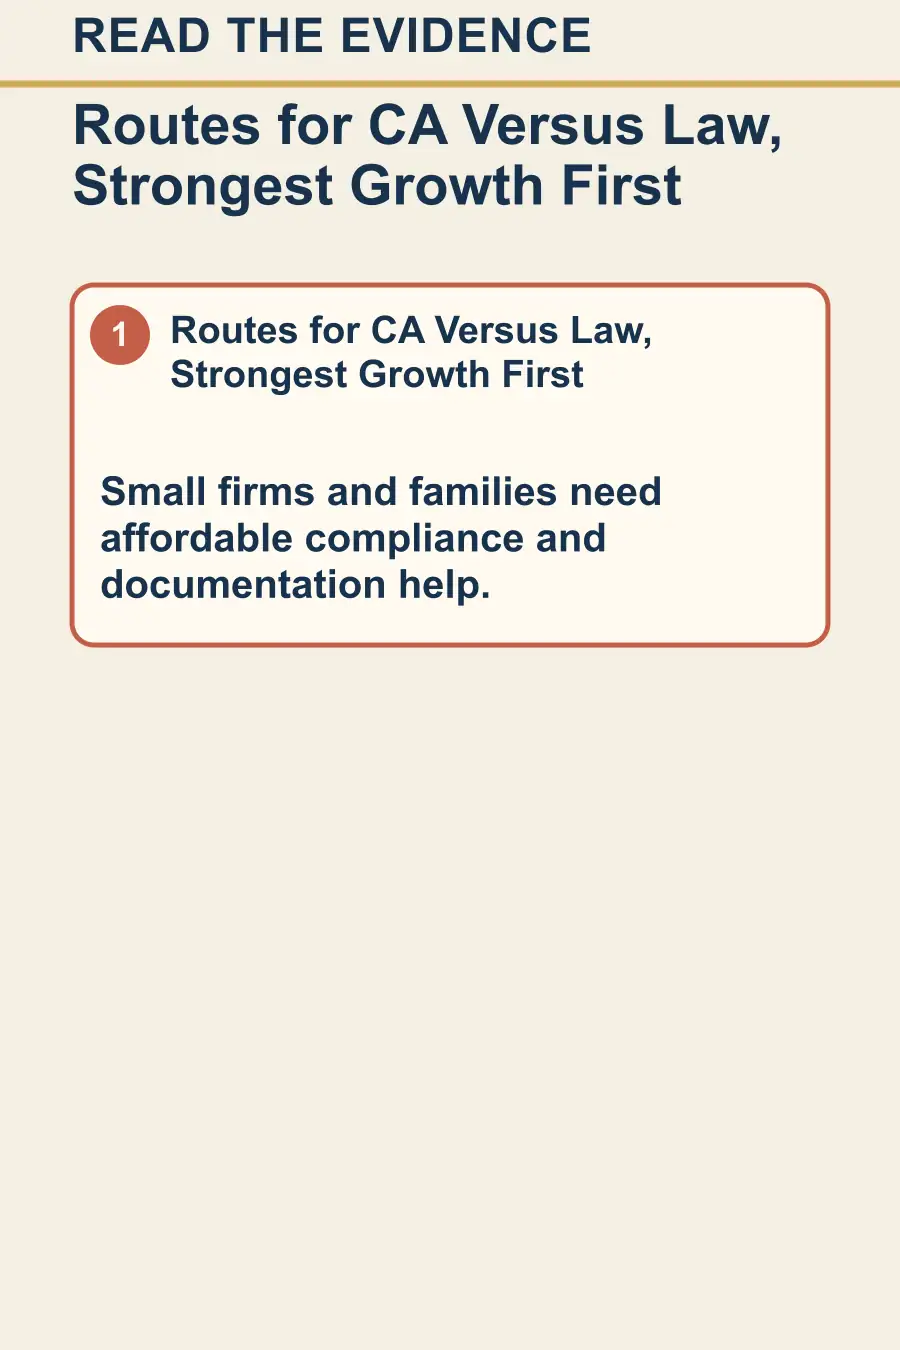 READ THE EVIDENCE
Routes for CA Versus Law,
Strongest Growth First
1
Routes for CA Versus Law,
Strongest Growth First
Small firms and families need
affordable compliance and
documentation help.